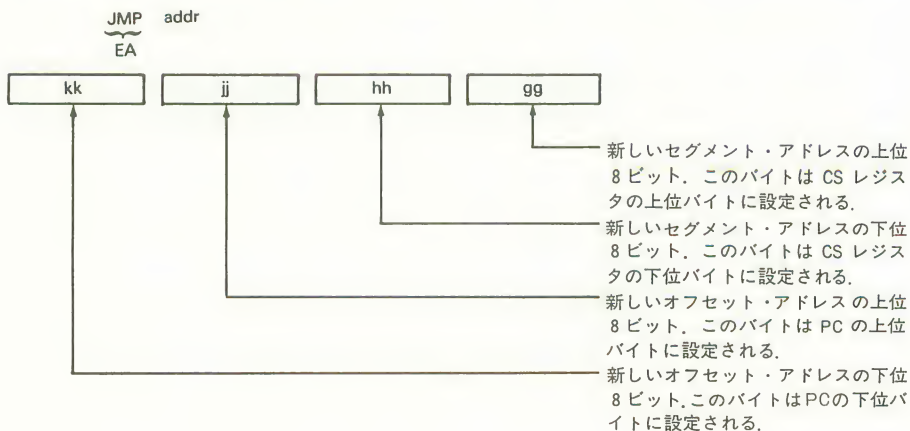 JMP addr
EA
kk jj hh gg
新しいセグメント・アドレスの上位
8ビット．このバイトは CS レジス
タの上位バイトに設定される．
新しいセグメント・アドレスの下位
8ビット．このバイトは CS レジス
タの下位バイトに設定される．
新しいオフセット・アドレスの上位
8ビット．このバイトは PC の上位
バイトに設定される．
新しいオフセット・アドレスの下位
8ビット．このバイトはPCの下位バ
イトに設定される．